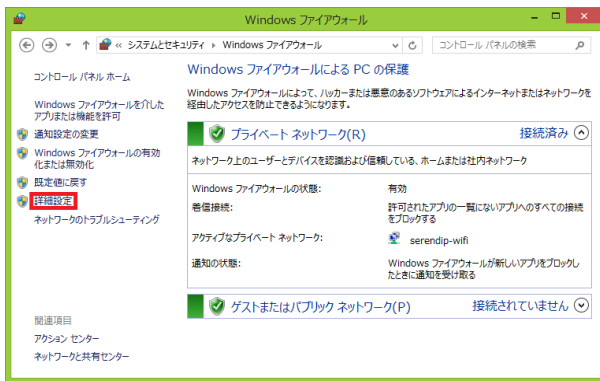 Windows ファイアウォール
« システムとセキュリティ ▸ Windows ファイアウォール
コントロール パネルの検索
コントロール パネル ホーム
Windows ファイアウォールを介した
アプリまたは機能を許可
通知設定の変更
Windows ファイアウォールの有効
化または無効化
既定値に戻す
詳細設定
ネットワークのトラブルシューティング
関連項目
アクション センター
ネットワークと共有センター
Windows ファイアウォールによる PC の保護
Windows ファイアウォールによって、ハッカーまたは悪意のあるソフトウェアによるインターネットまたはネットワークを
経由したアクセスを防止できるようになります。
プライベート ネットワーク(R) 接続済み
ネットワーク上のユーザーとデバイスを認識および信頼している、ホームまたは社内ネットワーク
Windows ファイアウォールの状態: 有効
着信接続: 許可されたアプリの一覧にないアプリへのすべての接続
をブロックする
アクティブなプライベート ネットワーク: serendip-wifi
通知の状態: Windows ファイアウォールが新しいアプリをブロックし
たときに通知を受け取る
ゲストまたはパブリック ネットワーク(P) 接続されていません